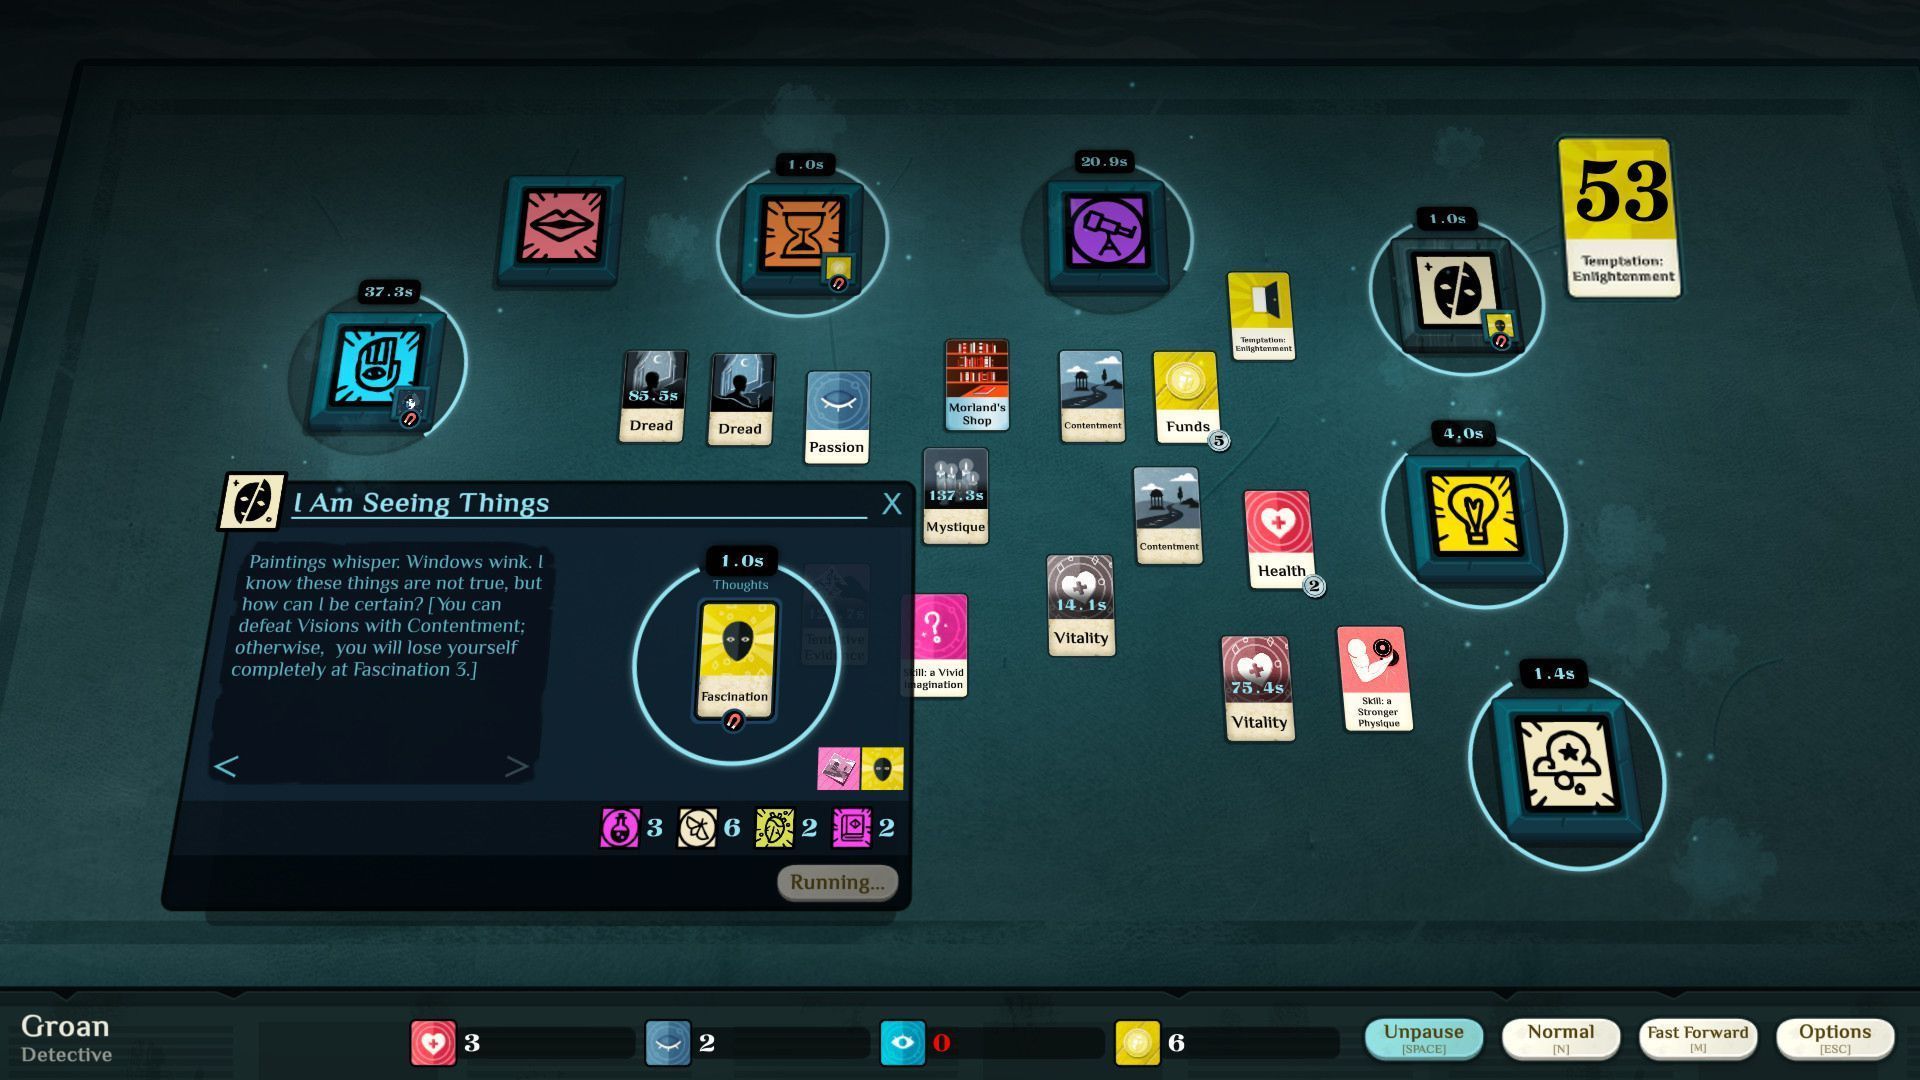 1.0s
20.9s
1.0s
53
Temptation:
Enlightenment
37.3s
Temptation:
Enlightenment
85.5s
Dread
Dread
Passion
Morland's
Shop
Contentment
Funds
5
4.0s
I Am Seeing Things
X
137.3s
Mystique
Contentment
Health
2
Paintings whisper. Windows wink. I
know these things are not true, but
how can I be certain? [You can
defeat Visions with Contentment;
otherwise, you will lose yourself
completely at Fascination 3.]
1.0s
Thoughts
Fascination
Evidence
Skill: a Vivid
Imagination
14.1s
Vitality
75.4s
Vitality
Skill: a
Stronger
Physique
1.4s
3
6
2
2
Running...
Groan
Detective
3
2
0
6
Unpause
[SPACE]
Normal
[N]
Fast Forward
[M]
Options
[ESC]